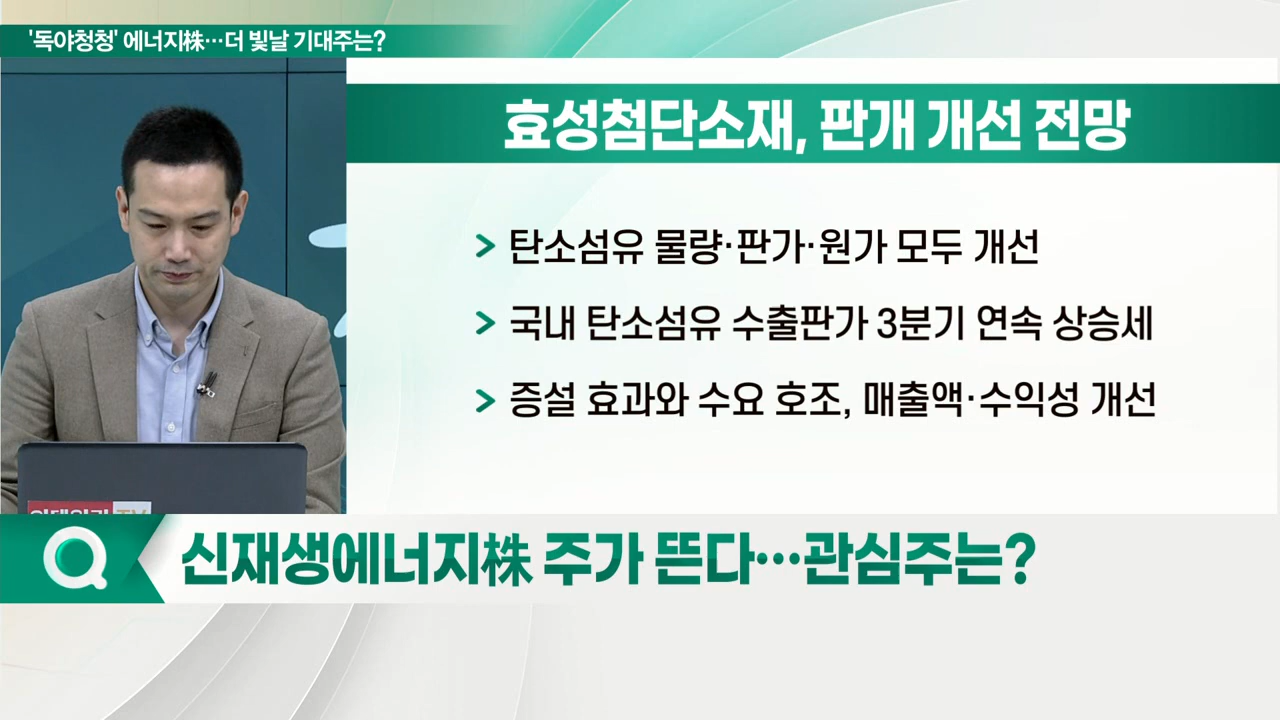 '독야청청' 에너지株…더 빛날 기대주는?
효성첨단소재, 판개 개선 전망
> 탄소섬유 물량·판가·원가 모두 개선
> 국내 탄소섬유 수출판가 3분기 연속 상승세
> 증설 효과와 수요 호조, 매출액·수익성 개선
신재생에너지株 주가 뜬다…관심주는?